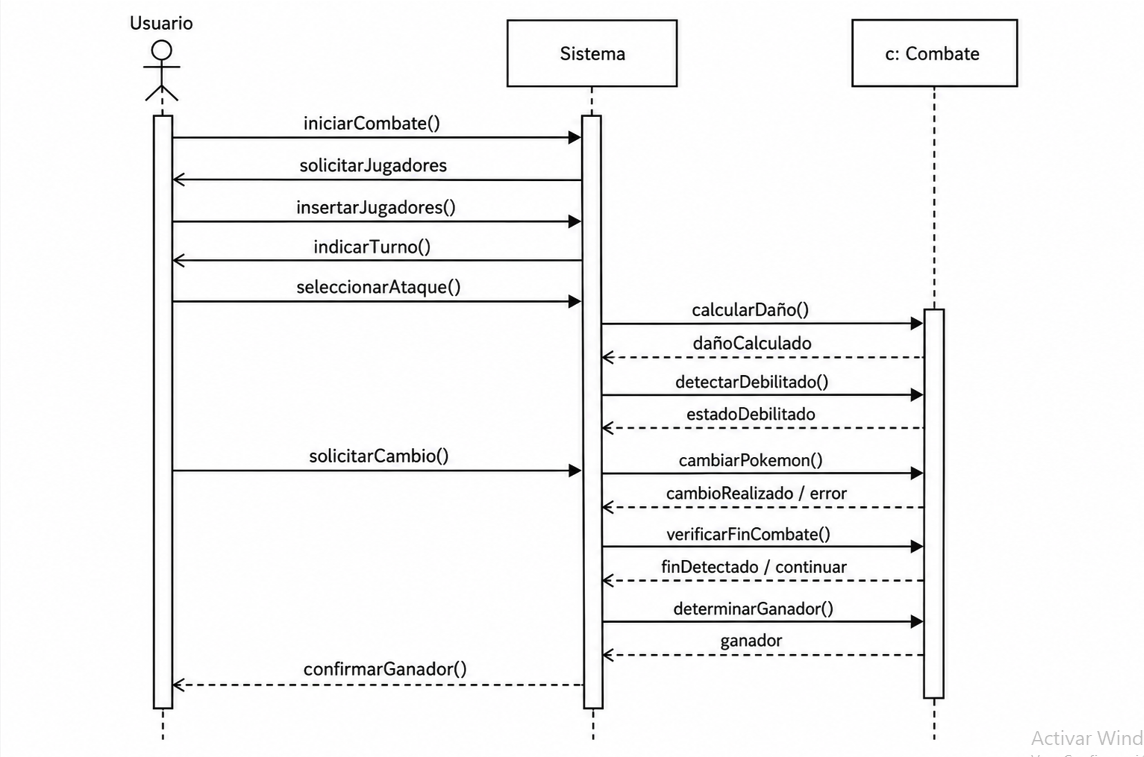 Usuario
Sistema
c: Combate
iniciarCombate()
solicitarJugadores
insertarJugadores()
indicarTurno()
seleccionarAtaque()
calcularDaño()
dañoCalculado
detectarDebilitado()
estadoDebilitado
solicitarCambio()
cambiarPokemon()
cambioRealizado / error
verificarFinCombate()
finDetectado / continuar
determinarGanador()
ganador
confirmarGanador()
Activar Wind